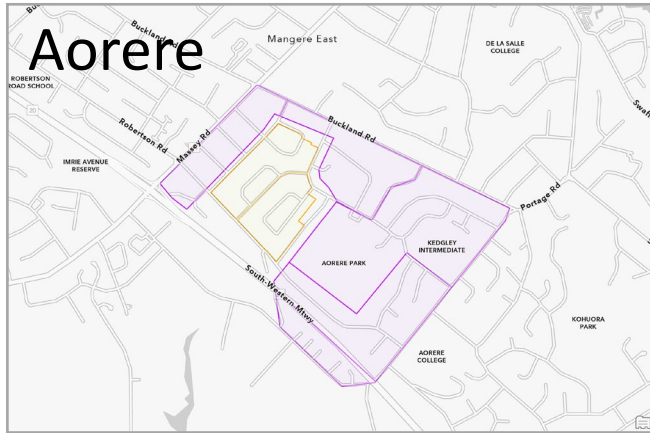 Aorere
Buckland Rd
Mangere East
DE LA SALLE
COLLEGE
ROBERTSON
ROAD SCHOOL
20
Robertson Rd
Massey Rd
Buckland Rd
IMRIE AVENUE
RESERVE
Portage Rd
KEDGLEY
INTERMEDIATE
AORERE PARK
South-Western Mtwy
KOHUORA
PARK
AORERE
COLLEGE